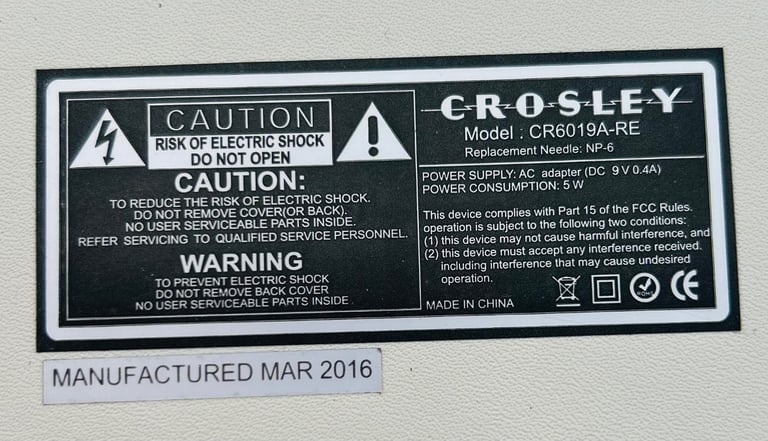 CAUTION
RISK OF ELECTRIC SHOCK
DO NOT OPEN
CAUTION:
TO REDUCE THE RISK OF ELECTRIC SHOCK.
DO NOT REMOVE COVER(OR BACK).
NO USER SERVICEABLE PARTS INSIDE.
REFER SERVICING TO QUALIFIED SERVICE PERSONNEL.
WARNING
TO PREVENT ELECTRIC SHOCK
DO NOT REMOVE BACK COVER
NO USER SERVICEABLE PARTS INSIDE.
CROSLEY
Model : CR6019A-RE
Replacement Needle: NP-6
POWER SUPPLY: AC adapter (DC 9V 0.4A)
POWER CONSUMPTION: 5W
This device complies with Part 15 of the FCC Rules.
operation is subject to the following two conditions:
(1) this device may not cause harmful interference, and
(2) this device must accept any interference received.
including interference that may cause undesired
operation.
MADE IN CHINA
ROHS
CE
MANUFACTURED MAR 2016